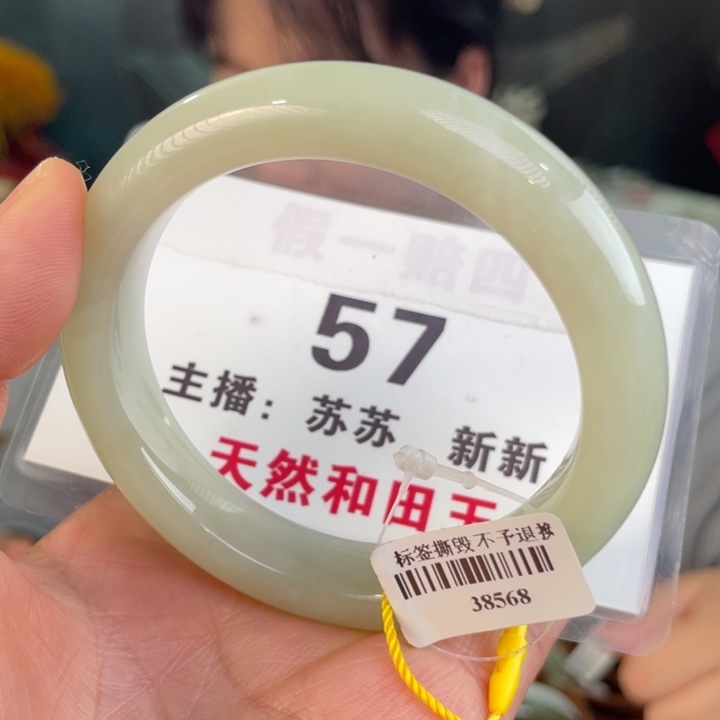 假一赔四
57
主播：苏苏 新新
天然和田玉
标签撕毁不予退换
38568